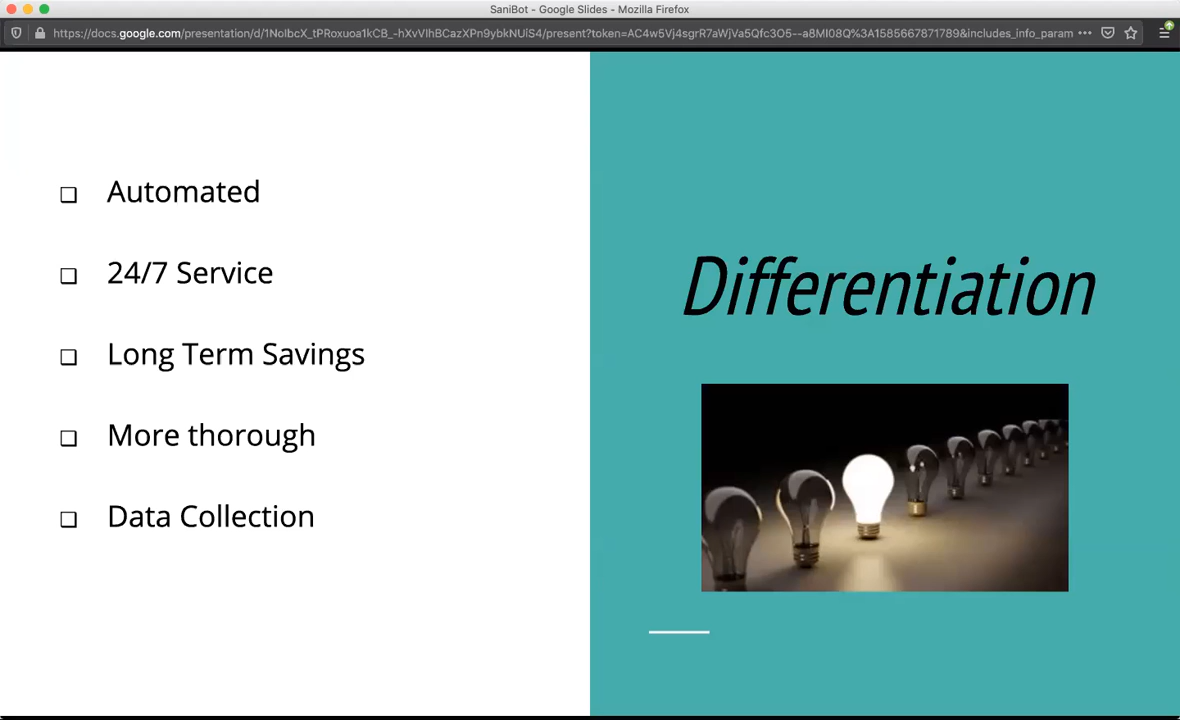 SaniBot - Google Slides - Mozilla Firefox
https://docs.google.com/presentation/d/1NoIbcX_tPRoxuoa1kCB_-hXvVIhBCazXPn9ybkNUiS4/present?token=AC4w5Vj4sgrR7aWjVa5Qfc3O5--a8MI08Q%3A1585667871789&includes_info_param
Automated
24/7 Service
Long Term Savings
More thorough
Data Collection
Differentiation